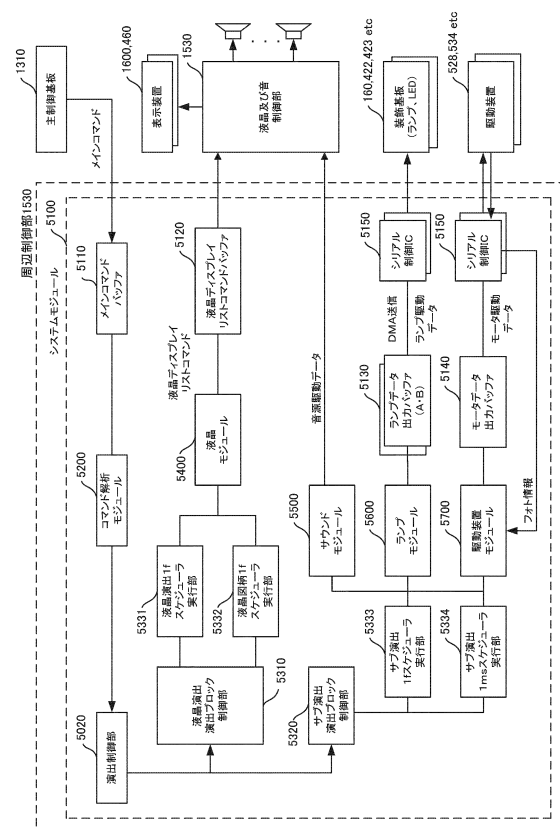 周辺制御部1530
システムモジュール
5100
1310
主制御基板
メインコマンド
5110
メインコマンド
バッファ
5200
コマンド解析
モジュール
5020
演出制御部
1600,460
表示装置
1530
液晶及び音
制御部
5120
液晶ディスプレイ
リストコマンドバッファ
液晶ディスプレイ
リストコマンド
5400
液晶
モジュール
5331
液晶演出1f
スケジューラ
実行部
5332
液晶図柄1f
スケジューラ
実行部
5310
液晶演出
演出ブロック
制御部
音源駆動データ
5500
サウンド
モジュール
5320
サブ演出
演出ブロック
制御部
160,422,423 etc
装飾基板
(ランプ、LED)
5150
シリアル
制御IC
DMA送信
ランプ駆動
データ
5130
ランプデータ
出力バッファ
(A・B)
5600
ランプ
モジュール
5333
サブ演出
1fスケジューラ
実行部
528,534 etc
駆動装置
5150
シリアル
制御IC
モータ駆動
データ
5140
モータデータ
出力バッファ
5700
駆動装置
モジュール
フォト情報
5334
サブ演出
1msスケジューラ
実行部